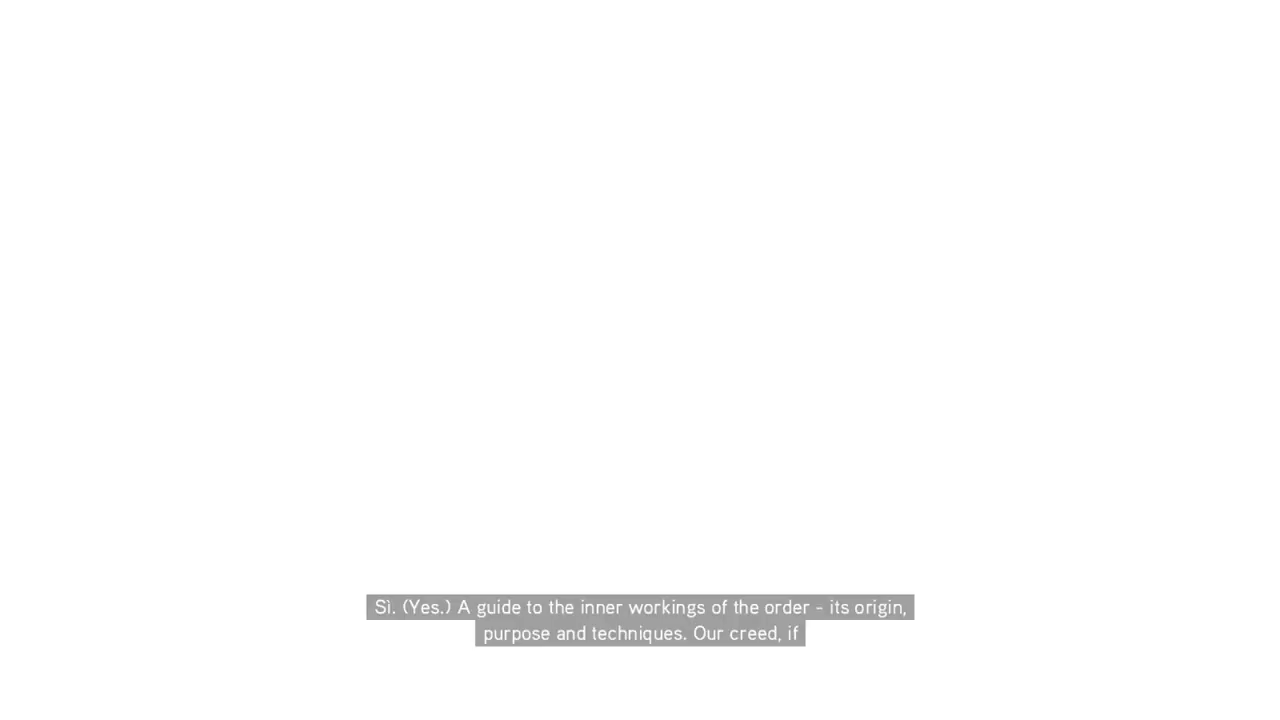 Sì. (Yes.) A guide to the inner workings of the order - its origin,
purpose and techniques. Our creed, if